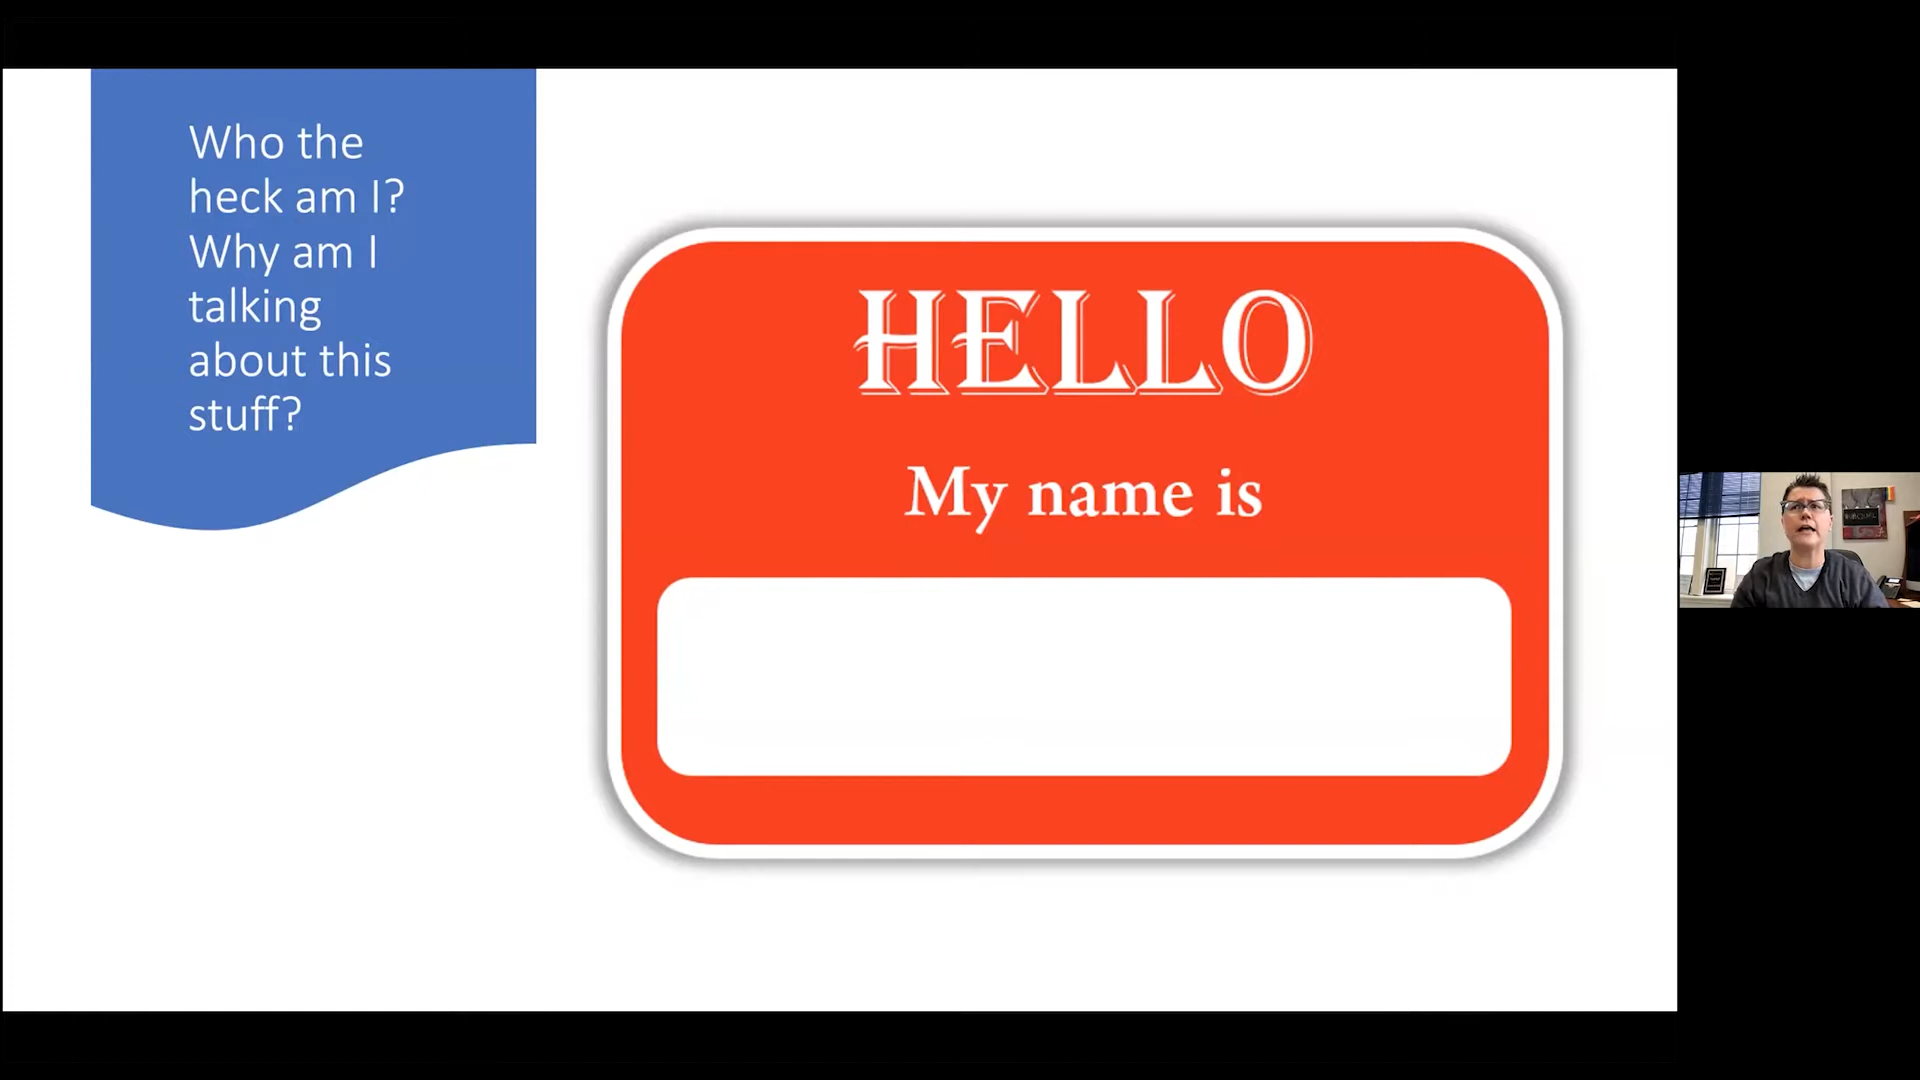 Who the
heck am I?
Why am I
talking
about this
stuff?
HELLO
My name is